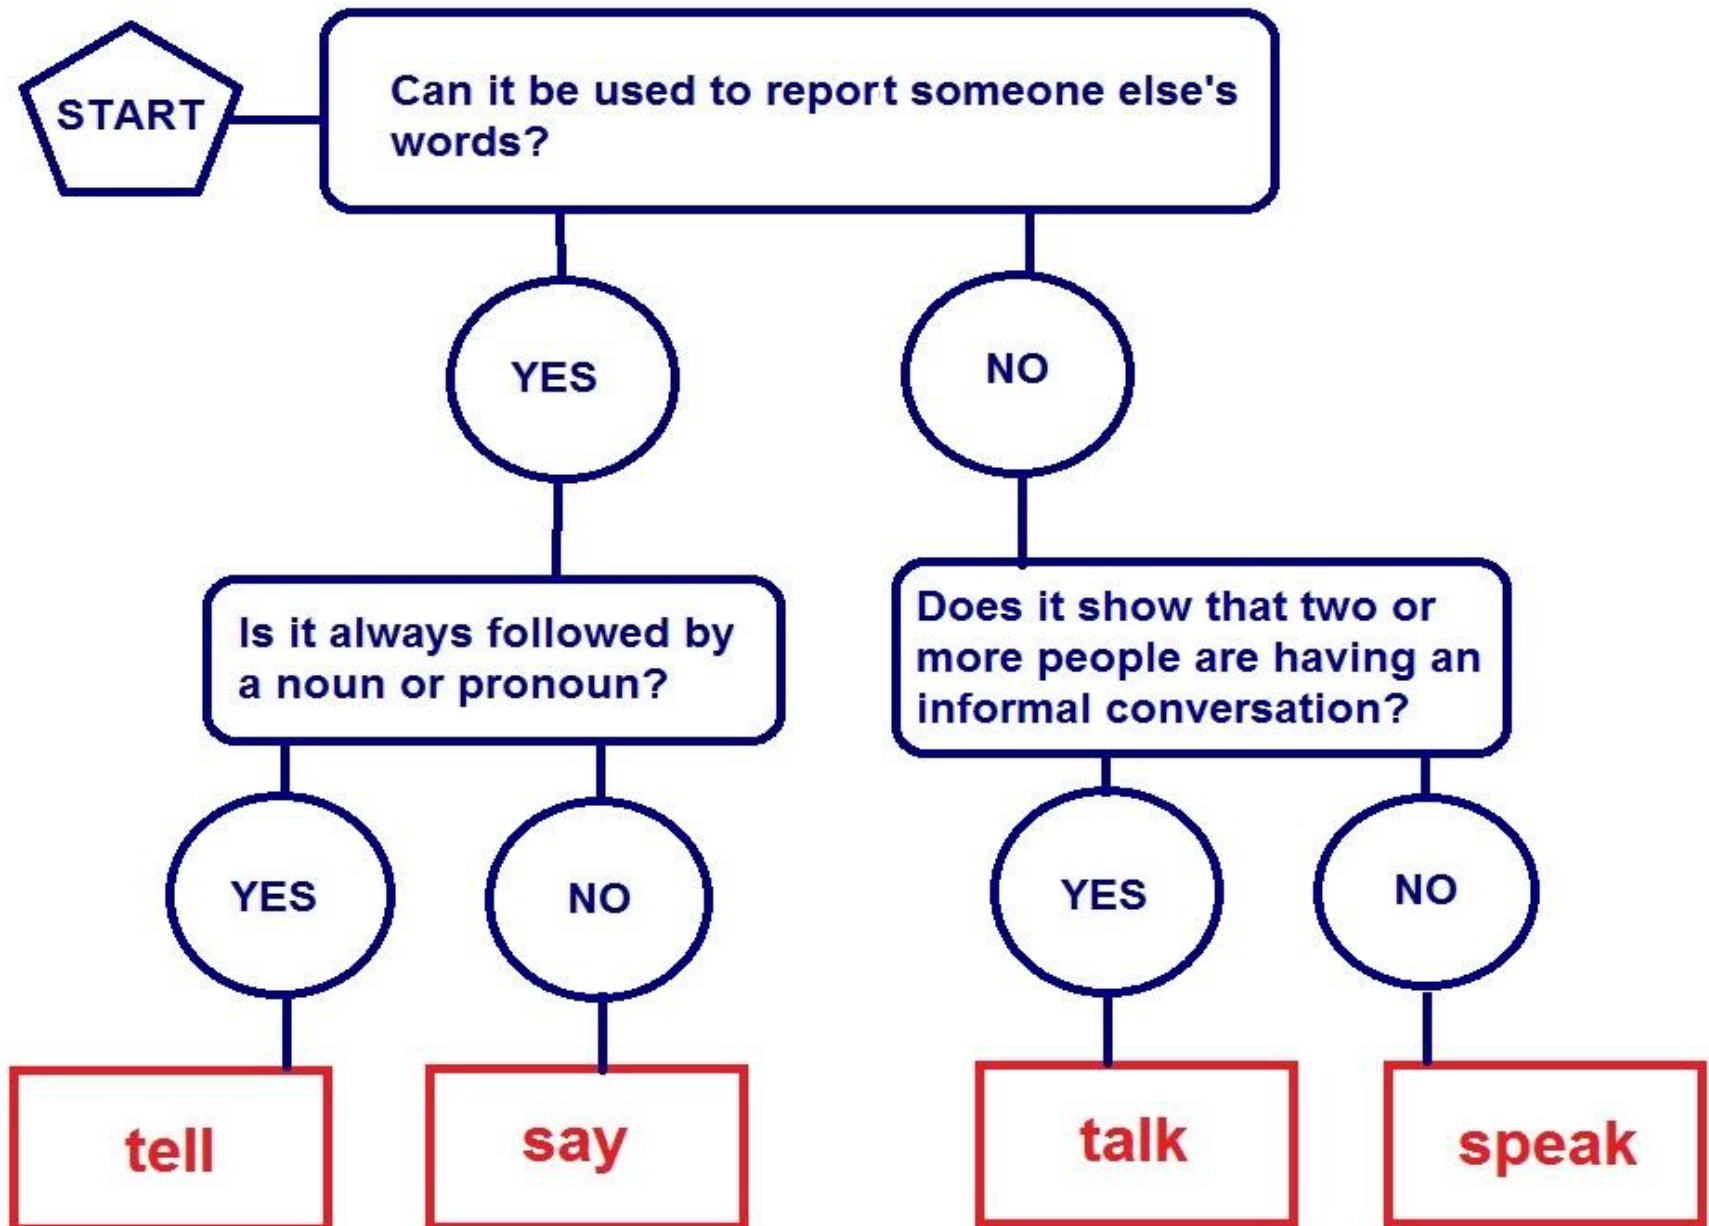 START
Can it be used to report someone else's
words?
YES
NO
Is it always followed by
a noun or pronoun?
Does it show that two or
more people are having an
informal conversation?
YES
NO
YES
NO
tell
say
talk
speak